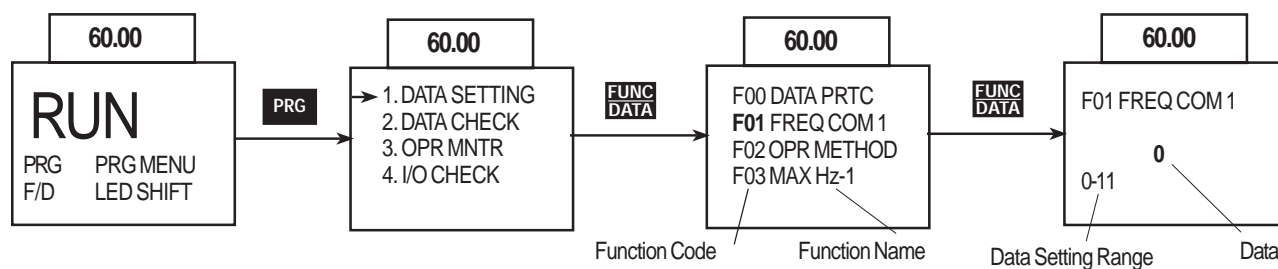 60.00
RUN
PRG PRG MENU
F/D LED SHIFT
PRG
60.00
1. DATA SETTING
2. DATA CHECK
3. OPR MNTR
4. I/O CHECK
FUNC
DATA
60.00
F00 DATA PRTC
F01 FREQ COM 1
F02 OPR METHOD
F03 MAX Hz-1
Function Code
Function Name
FUNC
DATA
60.00
F01 FREQ COM 1
0
0-11
Data Setting Range
Data